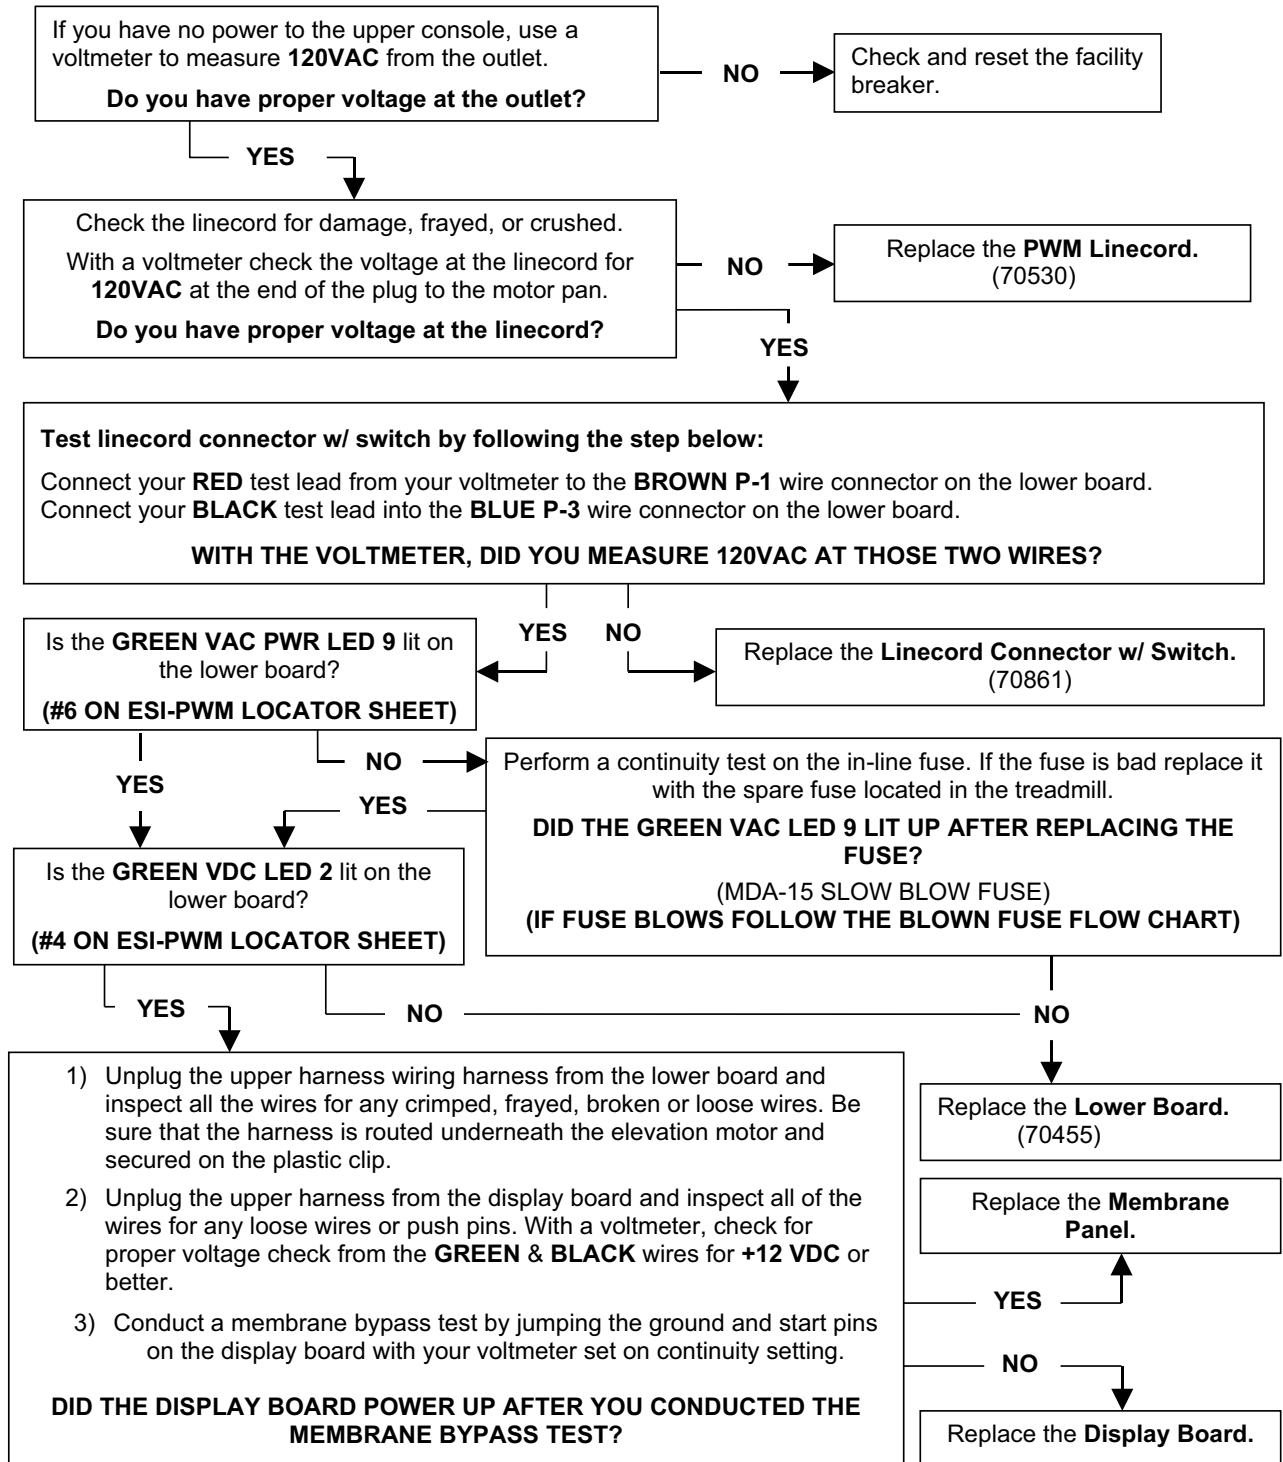 If you have no power to the upper console, use a
voltmeter to measure 120VAC from the outlet.
Do you have proper voltage at the outlet?
NO
Check and reset the facility
breaker.
YES
Check the linecord for damage, frayed, or crushed.
With a voltmeter check the voltage at the linecord for
120VAC at the end of the plug to the motor pan.
Do you have proper voltage at the linecord?
NO
Replace the PWM Linecord.
(70530)
YES
Test linecord connector w/ switch by following the step below:
Connect your RED test lead from your voltmeter to the BROWN P-1 wire connector on the lower board.
Connect your BLACK test lead into the BLUE P-3 wire connector on the lower board.
WITH THE VOLTMETER, DID YOU MEASURE 120VAC AT THOSE TWO WIRES?
YES
NO
Replace the Linecord Connector w/ Switch.
(70861)
Is the GREEN VAC PWR LED 9 lit on
the lower board?
(#6 ON ESI-PWM LOCATOR SHEET)
YES
NO
Perform a continuity test on the in-line fuse. If the fuse is bad replace it
with the spare fuse located in the treadmill.
DID THE GREEN VAC LED 9 LIT UP AFTER REPLACING THE
FUSE?
(MDA-15 SLOW BLOW FUSE)
(IF FUSE BLOWS FOLLOW THE BLOWN FUSE FLOW CHART)
YES
Is the GREEN VDC LED 2 lit on the
lower board?
(#4 ON ESI-PWM LOCATOR SHEET)
YES
NO
NO
Replace the Lower Board.
(70455)
1) Unplug the upper harness wiring harness from the lower board and
inspect all the wires for any crimped, frayed, broken or loose wires. Be
sure that the harness is routed underneath the elevation motor and
secured on the plastic clip.
2) Unplug the upper harness from the display board and inspect all of the
wires for any loose wires or push pins. With a voltmeter, check for
proper voltage check from the GREEN & BLACK wires for +12 VDC or
better.
3) Conduct a membrane bypass test by jumping the ground and start pins
on the display board with your voltmeter set on continuity setting.
DID THE DISPLAY BOARD POWER UP AFTER YOU CONDUCTED THE
MEMBRANE BYPASS TEST?
Replace the Membrane
Panel.
YES
NO
Replace the Display Board.